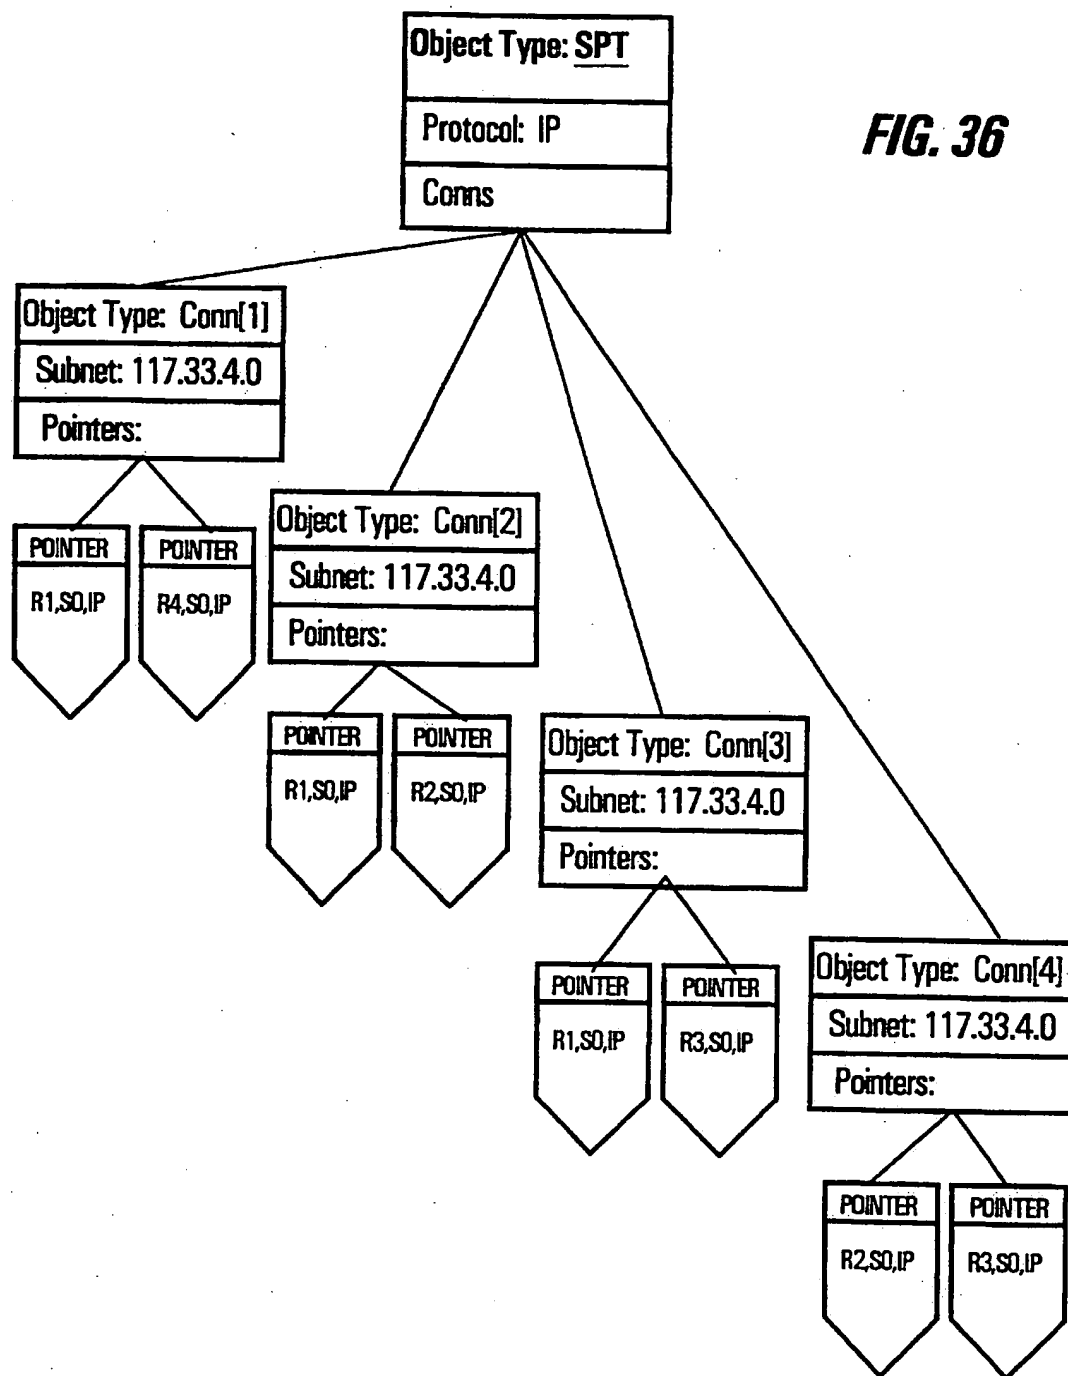 Object Type: SPT
Protocol: IP
Conns
FIG. 36
Object Type: Conn[1]
Subnet: 117.33.4.0
Pointers:
POINTER
R1,S0,IP
POINTER
R4,S0,IP
Object Type: Conn[2]
Subnet: 117.33.4.0
Pointers:
POINTER
R1,S0,IP
POINTER
R2,S0,IP
Object Type: Conn[3]
Subnet: 117.33.4.0
Pointers:
POINTER
R1,S0,IP
POINTER
R3,S0,IP
Object Type: Conn[4]
Subnet: 117.33.4.0
Pointers:
POINTER
R2,S0,IP
POINTER
R3,S0,IP